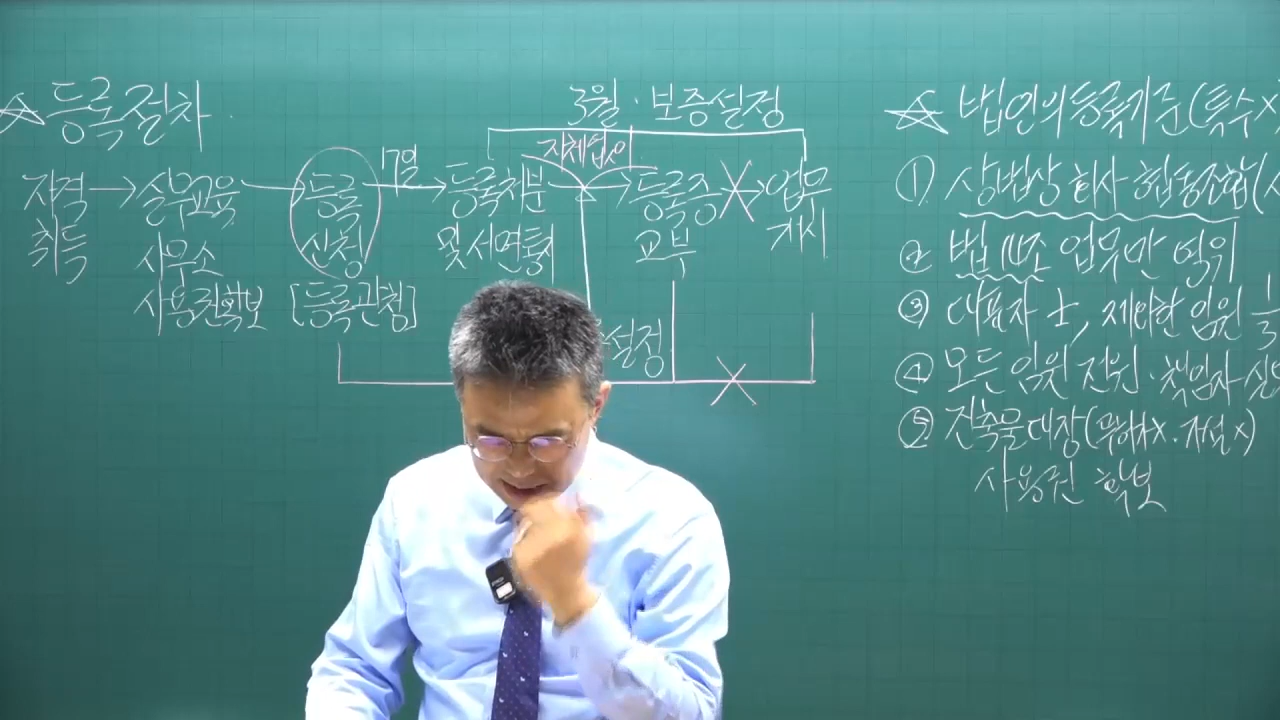 ☆ 등록절차
3월·보증설정
지체없이
자격취득 → 실무교육 → 등록신청 7일 → 등록처분 및 서면통지 → 등록증교부 X→ 업무개시
사무소
사용권확보 [등록관청]
설정
☆ 법인의 등록기준(특수X
① 상법상 회사 협동조합(사
② 법 14조 업무만 영위
③ 대표자 士, 제外한 임원 1/3
④ 모든 임원 전원·책임자-실무
⑤ 건축물대장(무허가X. 가설X)
사용권 확보